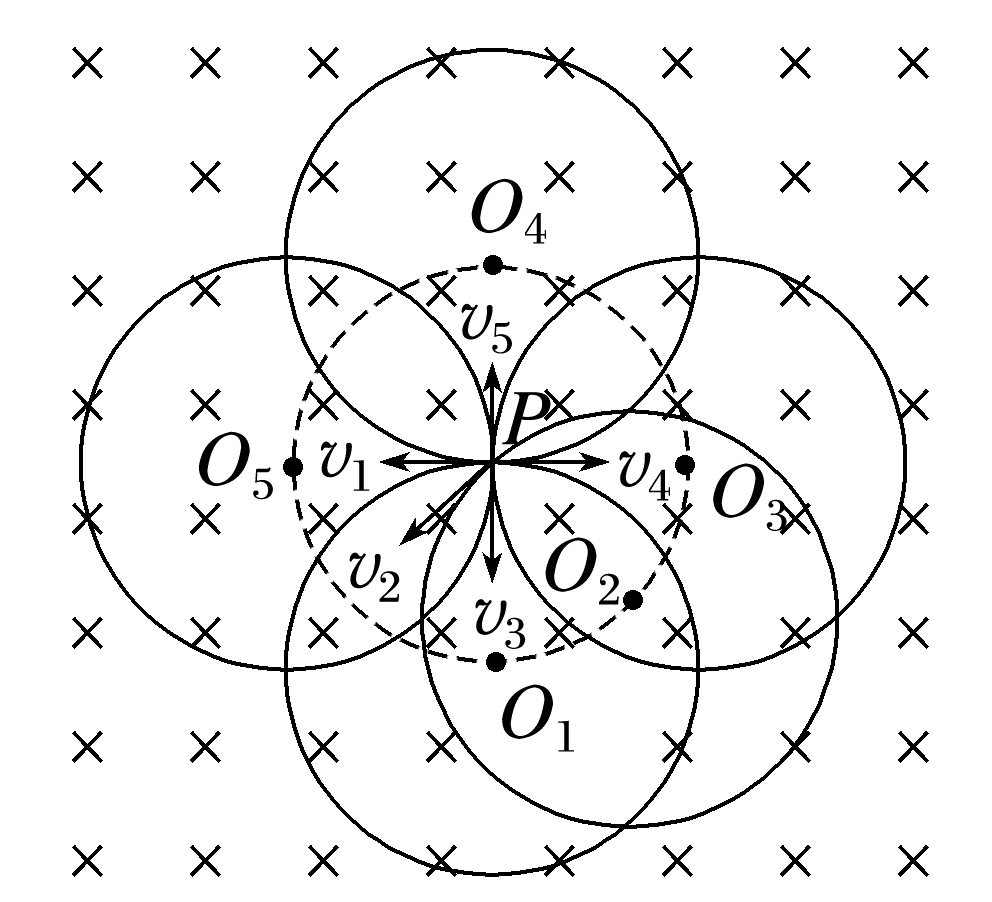 O₄
v₅
P
O₅
v₁
v₄
O₃
v₂
O₂
v₃
O₁